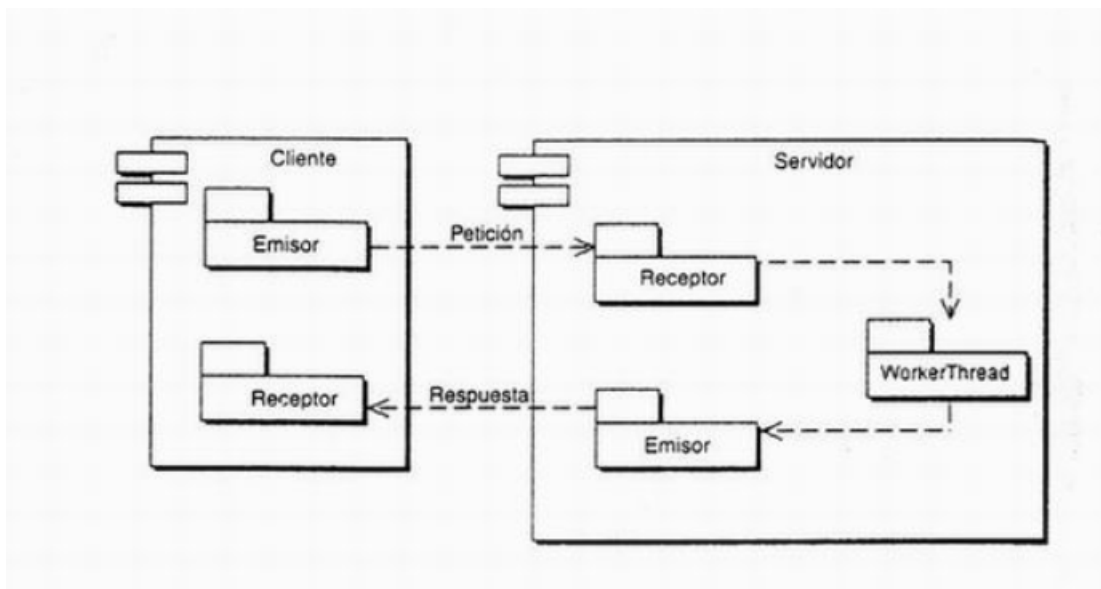 Cliente
Servidor
Emisor
Petición
Receptor
WorkerThread
Receptor
Respuesta
Emisor